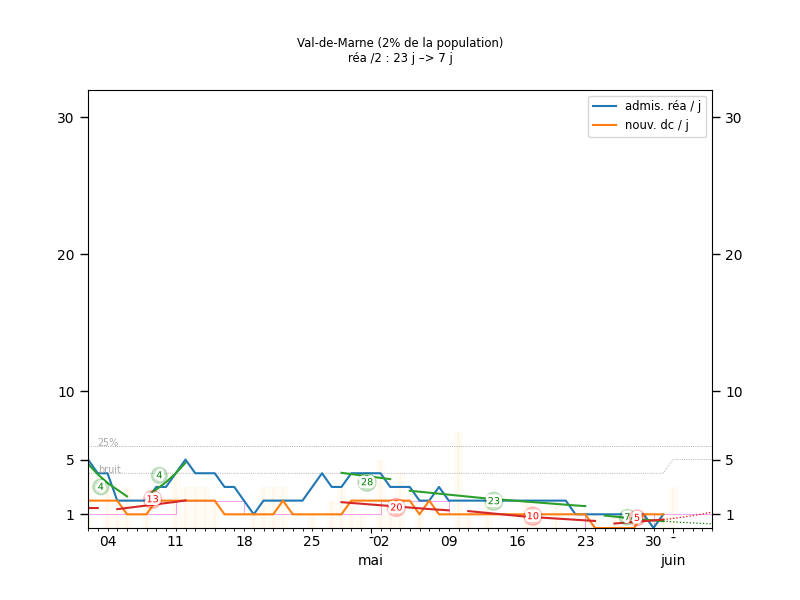 Val-de-Marne (2% de la population)
réa /2 : 23 j –> 7 j
admis. réa / j
nouv. dc / j
30 30
20 20
10 10
25%
5 5
bruit
4 4 13 28 20 23 10 7 5
1 1
04 11 18 25 02 09 16 23 30
mai juin